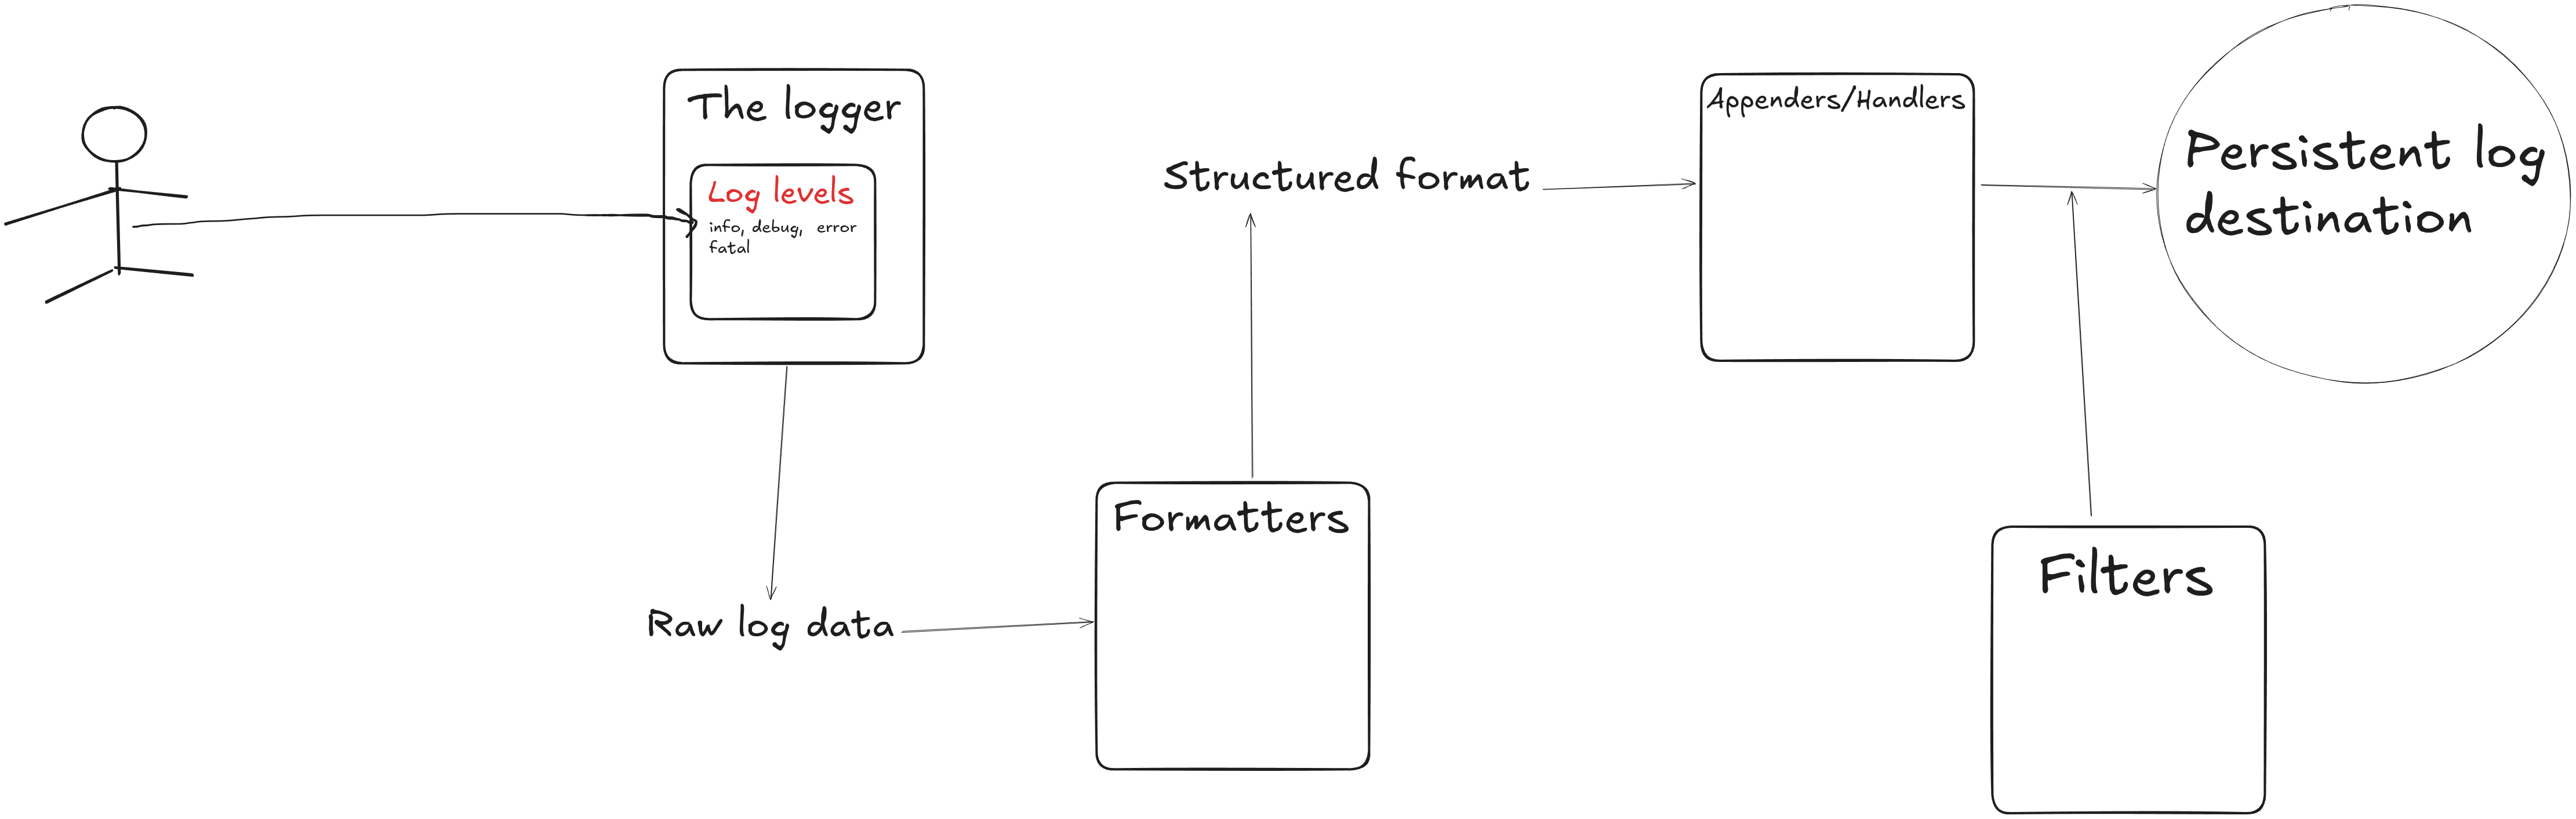 The logger
Log levels
info, debug, error
fatal
Raw log data
Formatters
Structured format
Appenders/Handlers
Filters
Persistent log
destination